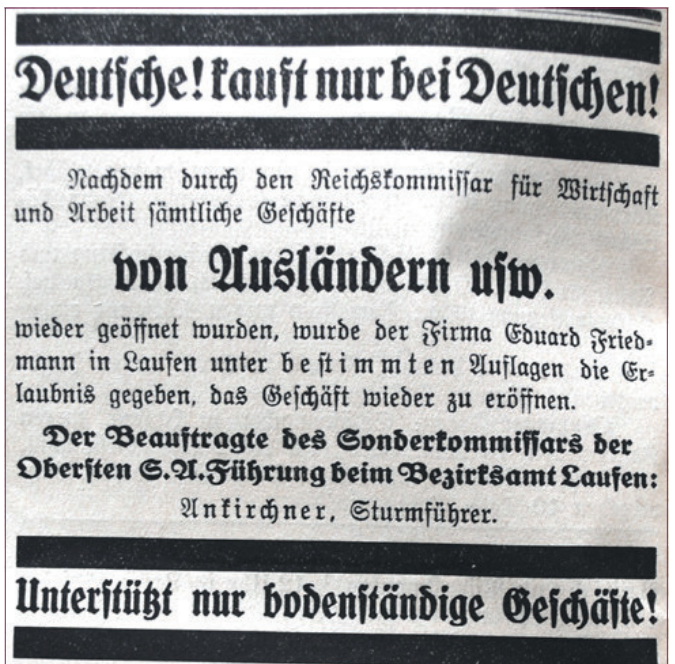 Deutsche! kauft nur bei Deutschen!
Nachdem durch den Reichskommissar für Wirtschaft
und Arbeit sämtliche Geschäfte
von Ausländern usw.
wieder geöffnet wurden, wurde der Firma Eduard Fried-
mann in Laufen unter bestimmten Auflagen die Er-
laubnis gegeben, das Geschäft wieder zu eröffnen.
Der Beauftragte des Sonderkommissars der
Obersten S.A.Führung beim Bezirksamt Laufen:
Ankirchner, Sturmführer.
Unterstützt nur bodenständige Geschäfte!